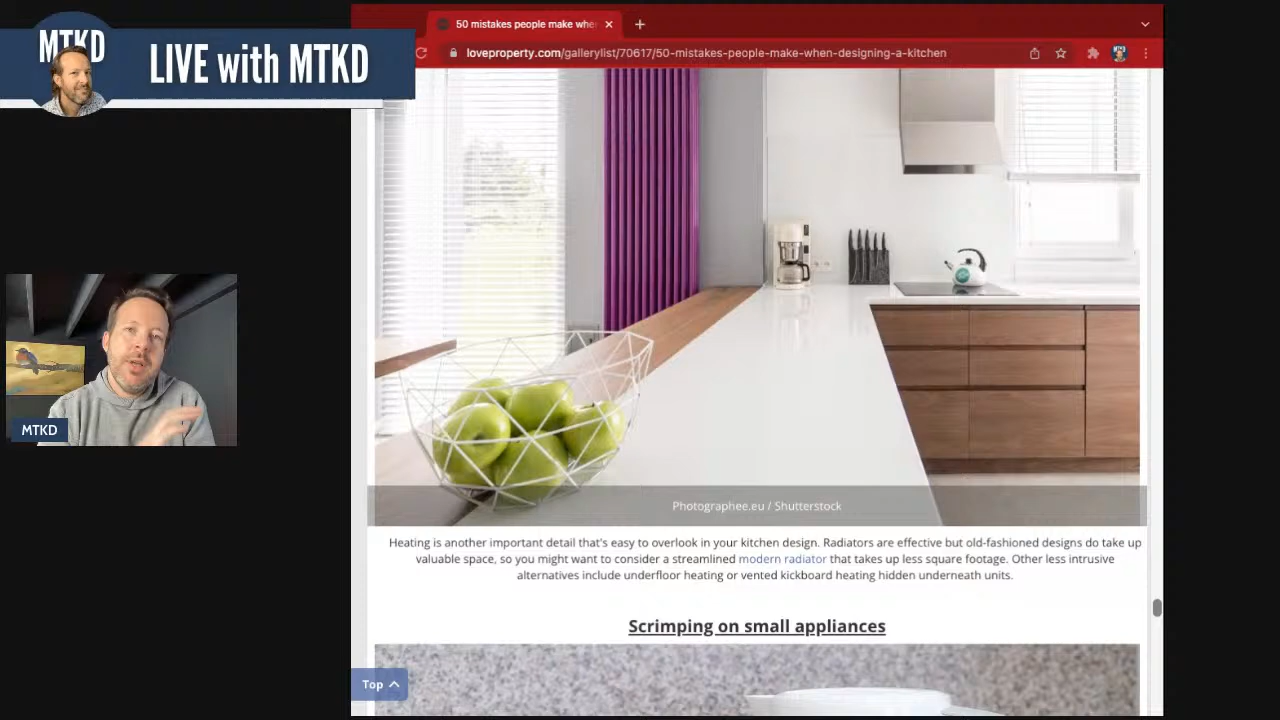 MTKD
LIVE with MTKD
50 mistakes people make whe
loveproperty.com/gallerylist/70617/50-mistakes-people-make-when-designing-a-kitchen
MTKD
Photographee.eu / Shutterstock
Heating is another important detail that's easy to overlook in your kitchen design. Radiators are effective but old-fashioned designs do take up
valuable space, so you might want to consider a streamlined modern radiator that takes up less square footage. Other less intrusive
alternatives include underfloor heating or vented kickboard heating hidden underneath units.
Scrimping on small appliances
Top